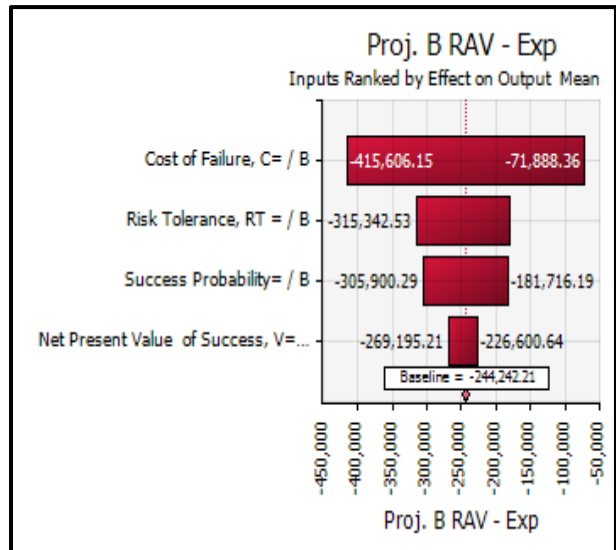 Proj. B RAV - Exp
Inputs Ranked by Effect on Output Mean
Cost of Failure, C= / B
-415,606.15
-71,888.36
Risk Tolerance, RT = / B
-315,342.53
Success Probability= / B
-305,900.29
-181,716.19
Net Present Value of Success, V=...
-269,195.21
-226,600.64
Baseline = -244,242.21
-450,000
-400,000
-350,000
-300,000
-250,000
-200,000
-150,000
-100,000
-50,000
Proj. B RAV - Exp